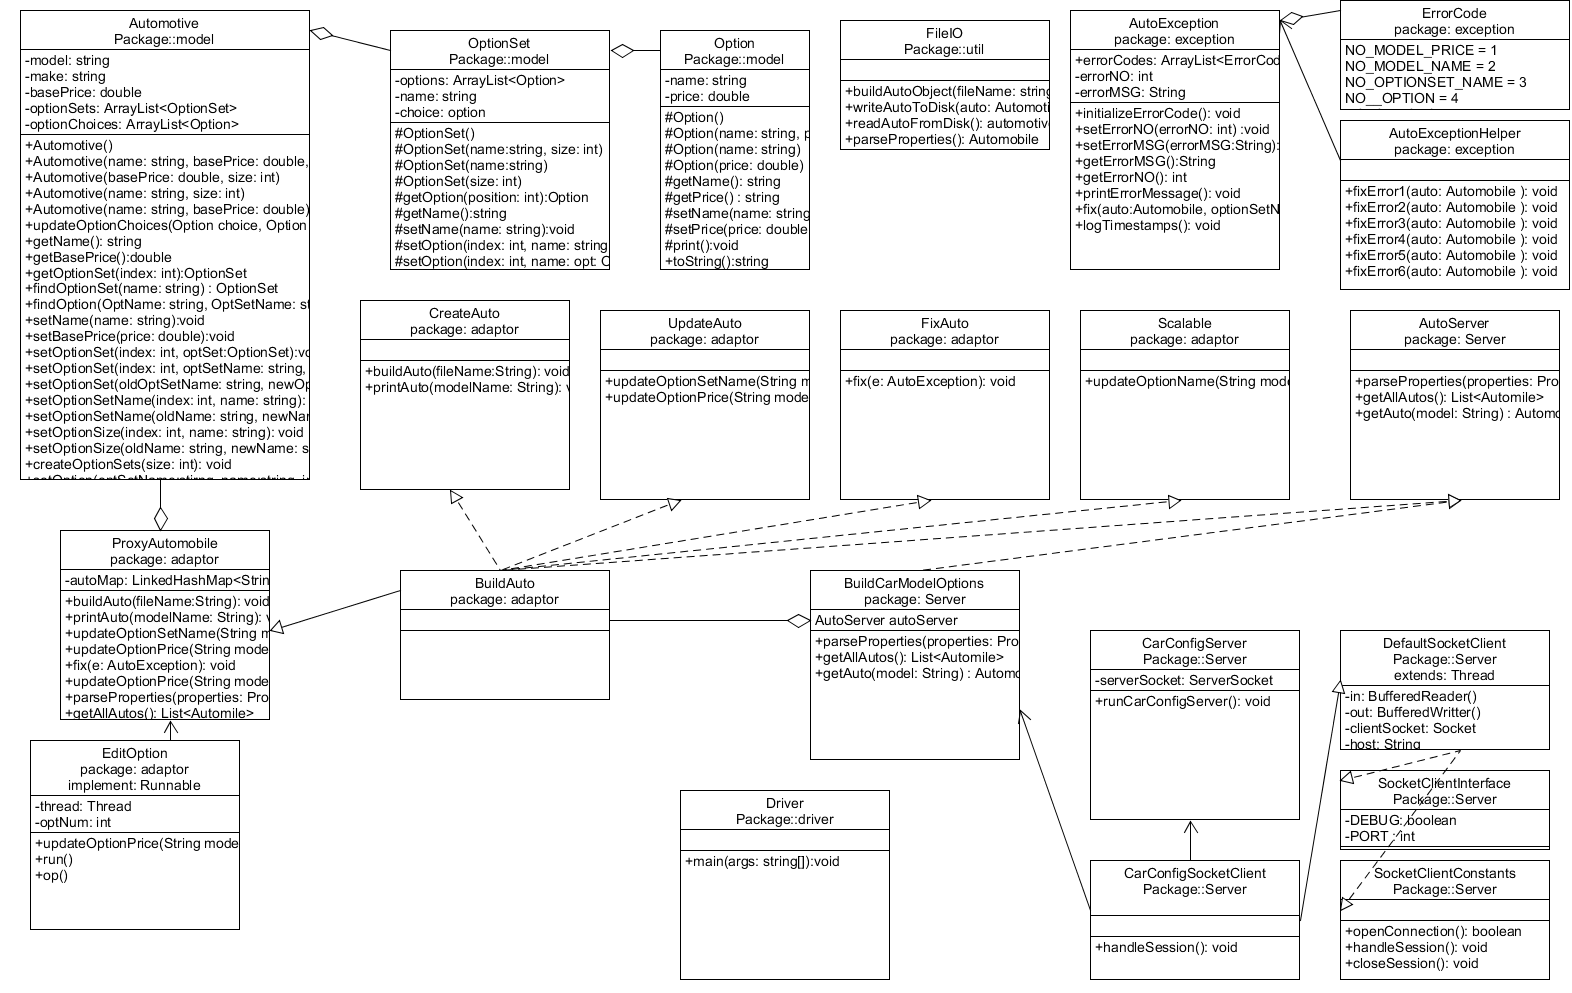 Automotive
Package::model
-model: string
-make: string
-basePrice: double
-optionSets: ArrayList<OptionSet>
-optionChoices: ArrayList<Option>
+Automotive()
+Automotive(name: string, basePrice: double,
+Automotive(basePrice: double, size: int)
+Automotive(name: string, size: int)
+Automotive(name: string, basePrice: double)
+updateOptionChoices(Option choice, Option
+getName(): string
+getBasePrice():double
+getOptionSet(index: int):OptionSet
+findOptionSet(name: string) : OptionSet
+findOption(OptName: string, OptSetName: st
+setName(name: string):void
+setBasePrice(price: double):void
+setOptionSet(index: int, optSet:OptionSet):vo
+setOptionSet(index: int, optSetName: string,
+setOptionSet(oldOptSetName: string, newOp
+setOptionSetName(index: int, name: string):
+setOptionSetName(oldName: string, newNar
+setOptionSize(index: int, name: string): void
+setOptionSize(oldName: string, newName: s
+createOptionSets(size: int): void
OptionSet
Package::model
-options: ArrayList<Option>
-name: string
-choice: option
#OptionSet()
#OptionSet(name:string, size: int)
#OptionSet(name:string)
#OptionSet(size: int)
#getOption(position: int):Option
#getName():string
#setName(name: string):void
#setOption(index: int, name: string
#setOption(index: int, name: opt: O
Option
Package::model
-name: string
-price: double
#Option()
#Option(name: string, p
#Option(name: string)
#Option(price: double)
#getName(): string
#getPrice() : string
#setName(name: string
#setPrice(price: double
#print():void
+toString():string
FileIO
Package::util
+buildAutoObject(fileName: string
+writeAutoToDisk(auto: Automoti
+readAutoFromDisk(): automotive
+parseProperties(): Automobile
AutoException
package: exception
+errorCodes: ArrayList<ErrorCod
-errorNO: int
-errorMSG: String
+initializeErrorCode(): void
+setErrorNO(errorNO: int) :void
+setErrorMSG(errorMSG:String):
+getErrorMSG():String
+getErrorNO(): int
+printErrorMessage(): void
+fix(auto:Automobile, optionSetN
+logTimestamps(): void
ErrorCode
package: exception
NO_MODEL_PRICE = 1
NO_MODEL_NAME = 2
NO_OPTIONSET_NAME = 3
NO__OPTION = 4
AutoExceptionHelper
package: exception
+fixError1(auto: Automobile ): void
+fixError2(auto: Automobile ): void
+fixError3(auto: Automobile ): void
+fixError4(auto: Automobile ): void
+fixError5(auto: Automobile ): void
+fixError6(auto: Automobile ): void
CreateAuto
package: adaptor
+buildAuto(fileName:String): void
+printAuto(modelName: String): v
UpdateAuto
package: adaptor
+updateOptionSetName(String m
+updateOptionPrice(String mode
FixAuto
package: adaptor
+fix(e: AutoException): void
Scalable
package: adaptor
+updateOptionName(String mode
AutoServer
package: Server
+parseProperties(properties: Pro
+getAllAutos(): List<Automile>
+getAuto(model: String) : Automo
ProxyAutomobile
package: adaptor
-autoMap: LinkedHashMap<Strin
+buildAuto(fileName:String): void
+printAuto(modelName: String): v
+updateOptionSetName(String m
+updateOptionPrice(String mode
+fix(e: AutoException): void
+updateOptionPrice(String mode
+parseProperties(properties: Pro
+getAllAutos(): List<Automile>
BuildAuto
package: adaptor
BuildCarModelOptions
package: Server
AutoServer autoServer
+parseProperties(properties: Pro
+getAllAutos(): List<Automile>
+getAuto(model: String) : Automo
CarConfigServer
Package::Server
-serverSocket: ServerSocket
+runCarConfigServer(): void
DefaultSocketClient
Package::Server
extends: Thread
-in: BufferedReader()
-out: BufferedWritter()
-clientSocket: Socket
-host: String
EditOption
package: adaptor
implement: Runnable
-thread: Thread
-optNum: int
+updateOptionPrice(String mode
+run()
+op()
Driver
Package::driver
+main(args: string[]):void
SocketClientInterface
Package::Server
-DEBUG: boolean
-PORT : int
CarConfigSocketClient
Package::Server
+handleSession(): void
SocketClientConstants
Package::Server
+openConnection(): boolean
+handleSession(): void
+closeSession(): void